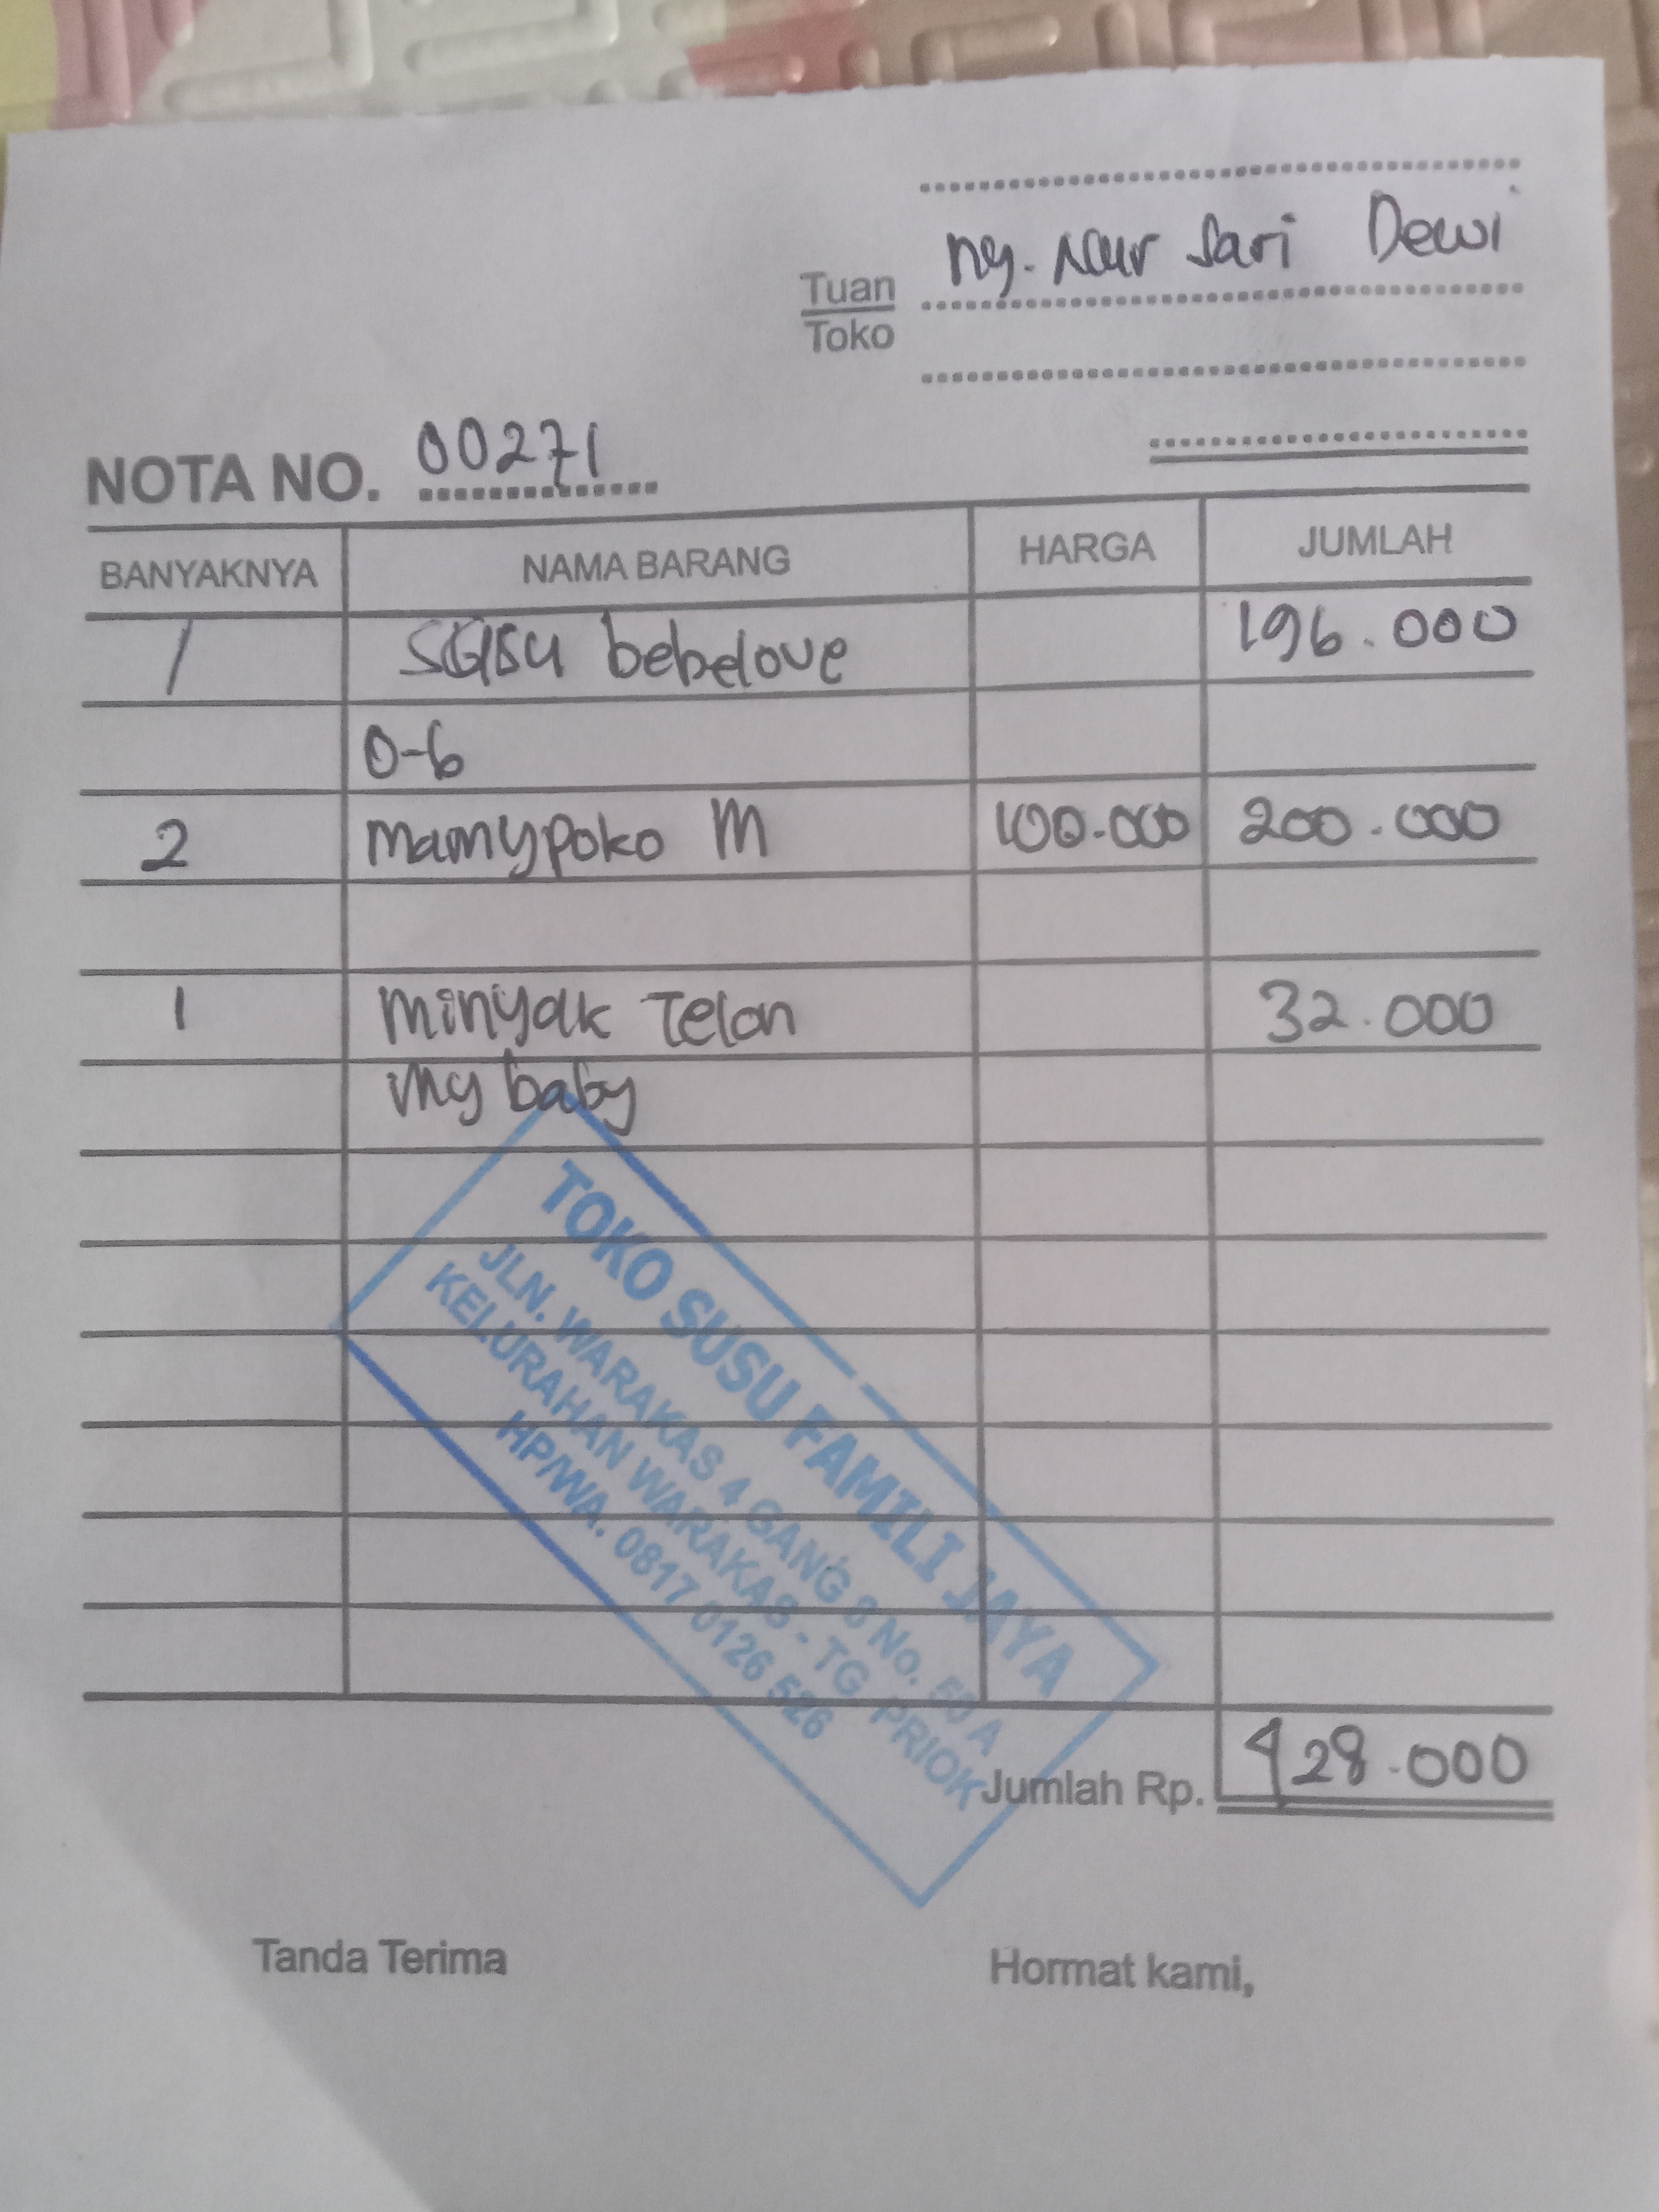 Ny. Nur Sari Dewi
Tuan
Toko
NOTA NO. 00271
BANYAKNYA NAMA BARANG HARGA JUMLAH
1 Susu bebelove 196.000
0-6
2 Mamypoko M 100.000 200.000
1 Minyak Telon 32.000
My baby
TOKO SUSU FAMILI JAYA
JLN. WARAKAS 4 GANG No. A
KELURAHAN WARAKAS - TG. PRIOK
HP/WA. 0817 0126 526
Jumlah Rp. 428.000
Tanda Terima Hormat kami,